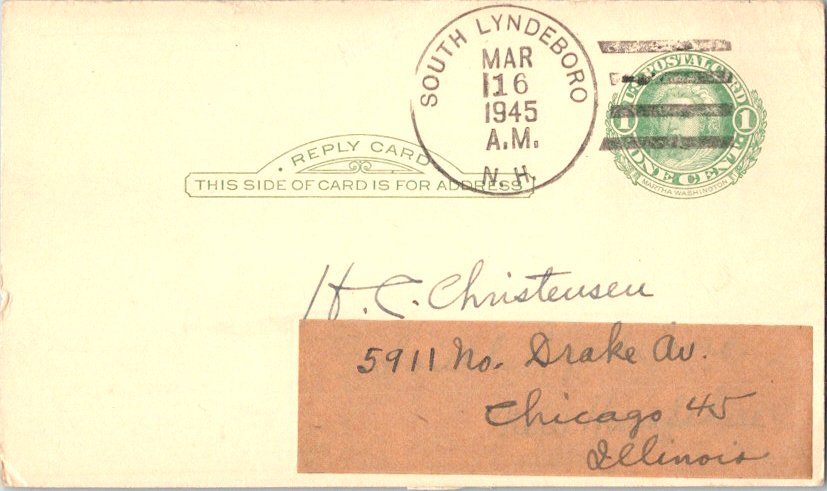 SOUTH LYNDEBORO
MAR
16
1945
A.M.
N. H.
U.S. POSTAL CARD
1 1
ONE CENT
MARTHA WASHINGTON
REPLY CARD
THIS SIDE OF CARD IS FOR ADDRESS
H. C. Christensen
5911 No. Drake Av.
Chicago 45
Illinois